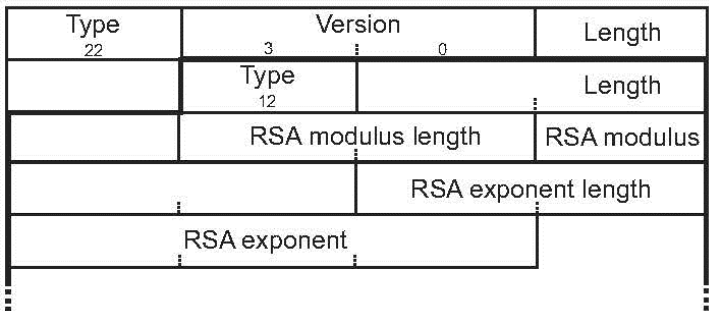 Type Version Length
22 3 0
Type Length
12
RSA modulus length RSA modulus
RSA exponent length
RSA exponent